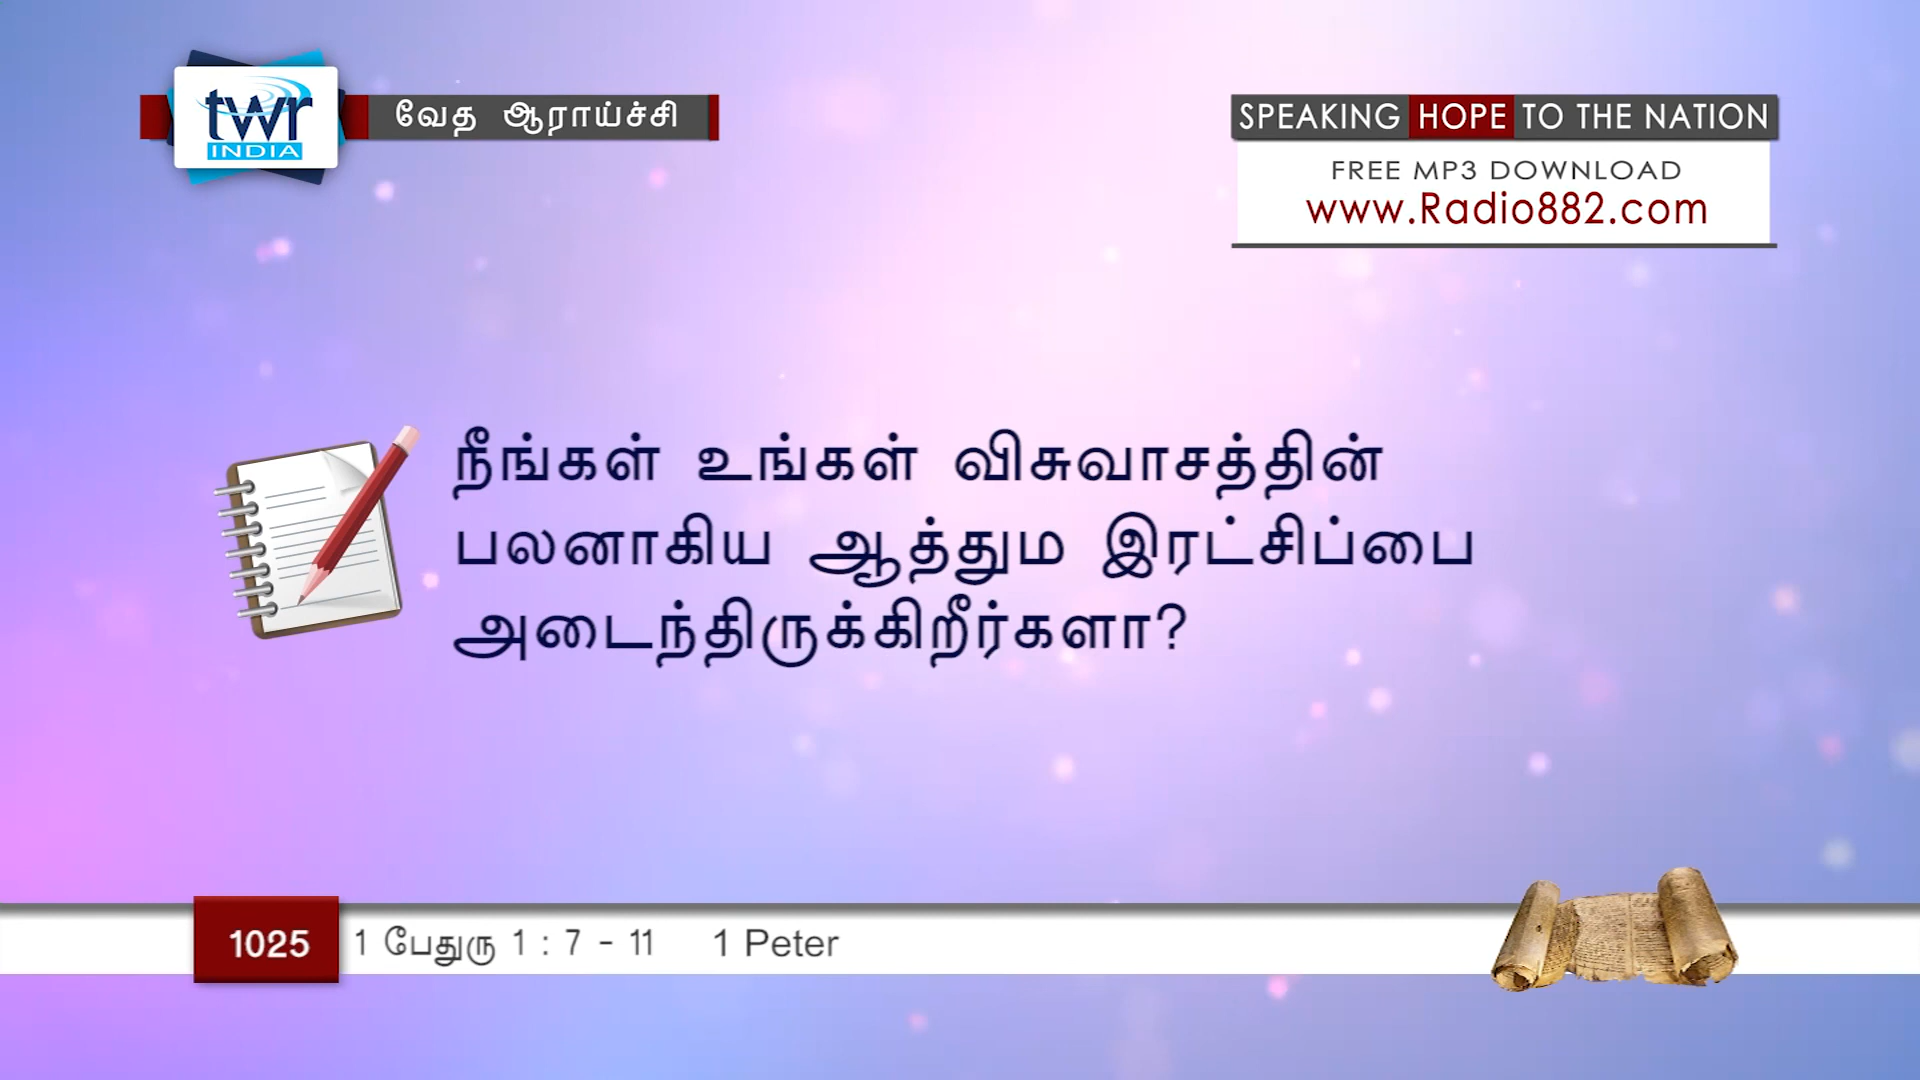 twr
INDIA
வேத ஆராய்ச்சி
SPEAKING HOPE TO THE NATION
FREE MP3 DOWNLOAD
www.Radio882.com
நீங்கள் உங்கள் விசுவாசத்தின்
பலனாகிய ஆத்தும இரட்சிப்பை
அடைந்திருக்கிறீர்களா?
1025 1 பேதுரு 1 : 7 - 11 1 Peter